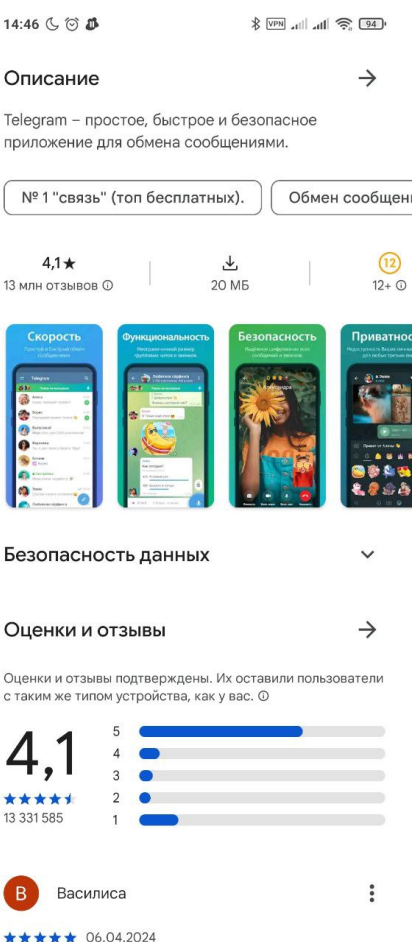 14:46
VPN
94
Описание
Telegram – простое, быстрое и безопасное
приложение для обмена сообщениями.
№ 1 "связь" (топ бесплатных).
Обмен сообщен
4,1★
12
13 млн отзывов
20 МБ
12+
Скорость
Функциональность
Безопасность
Приватнос
Telegram
Безопасность данных
Оценки и отзывы
Оценки и отзывы подтверждены. Их оставили пользователи
с таким же типом устройства, как у вас.
4,1
5
4
3
2
1
13 331 585
В
Василиса
06.04.2024